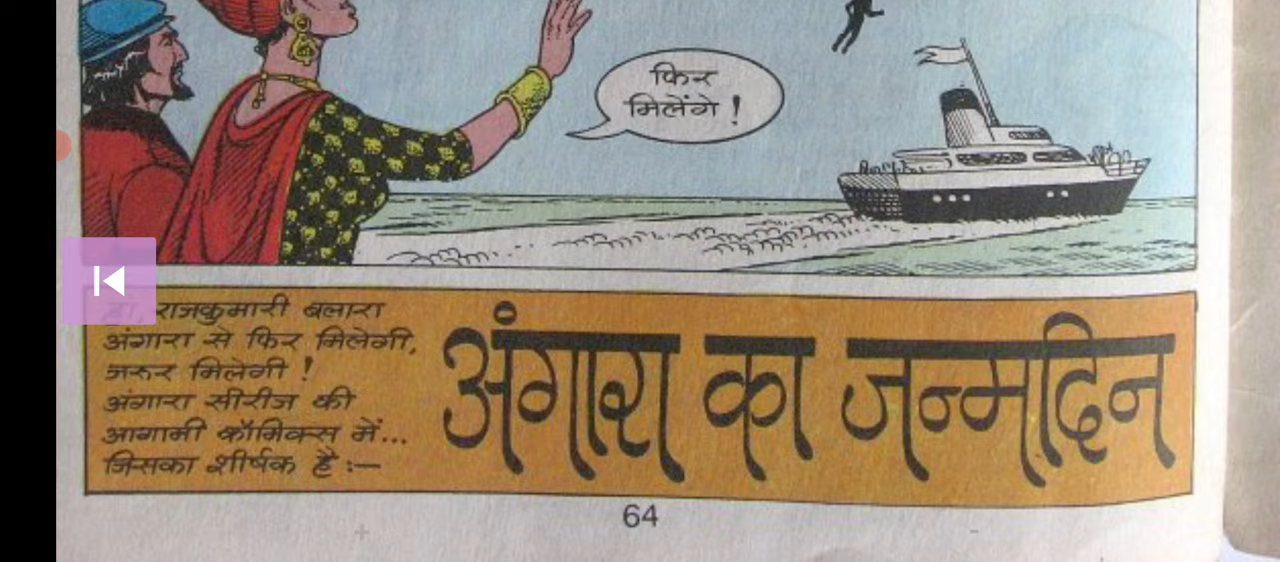 फिर
मिलेंगे !
हां, राजकुमारी बलारा
अंगारा से फिर मिलेगी,
जरूर मिलेगी !
अंगारा सीरीज की
आगामी कॉमिक्स में...
जिसका शीर्षक है :—
अंगारा का जन्मदिन
64